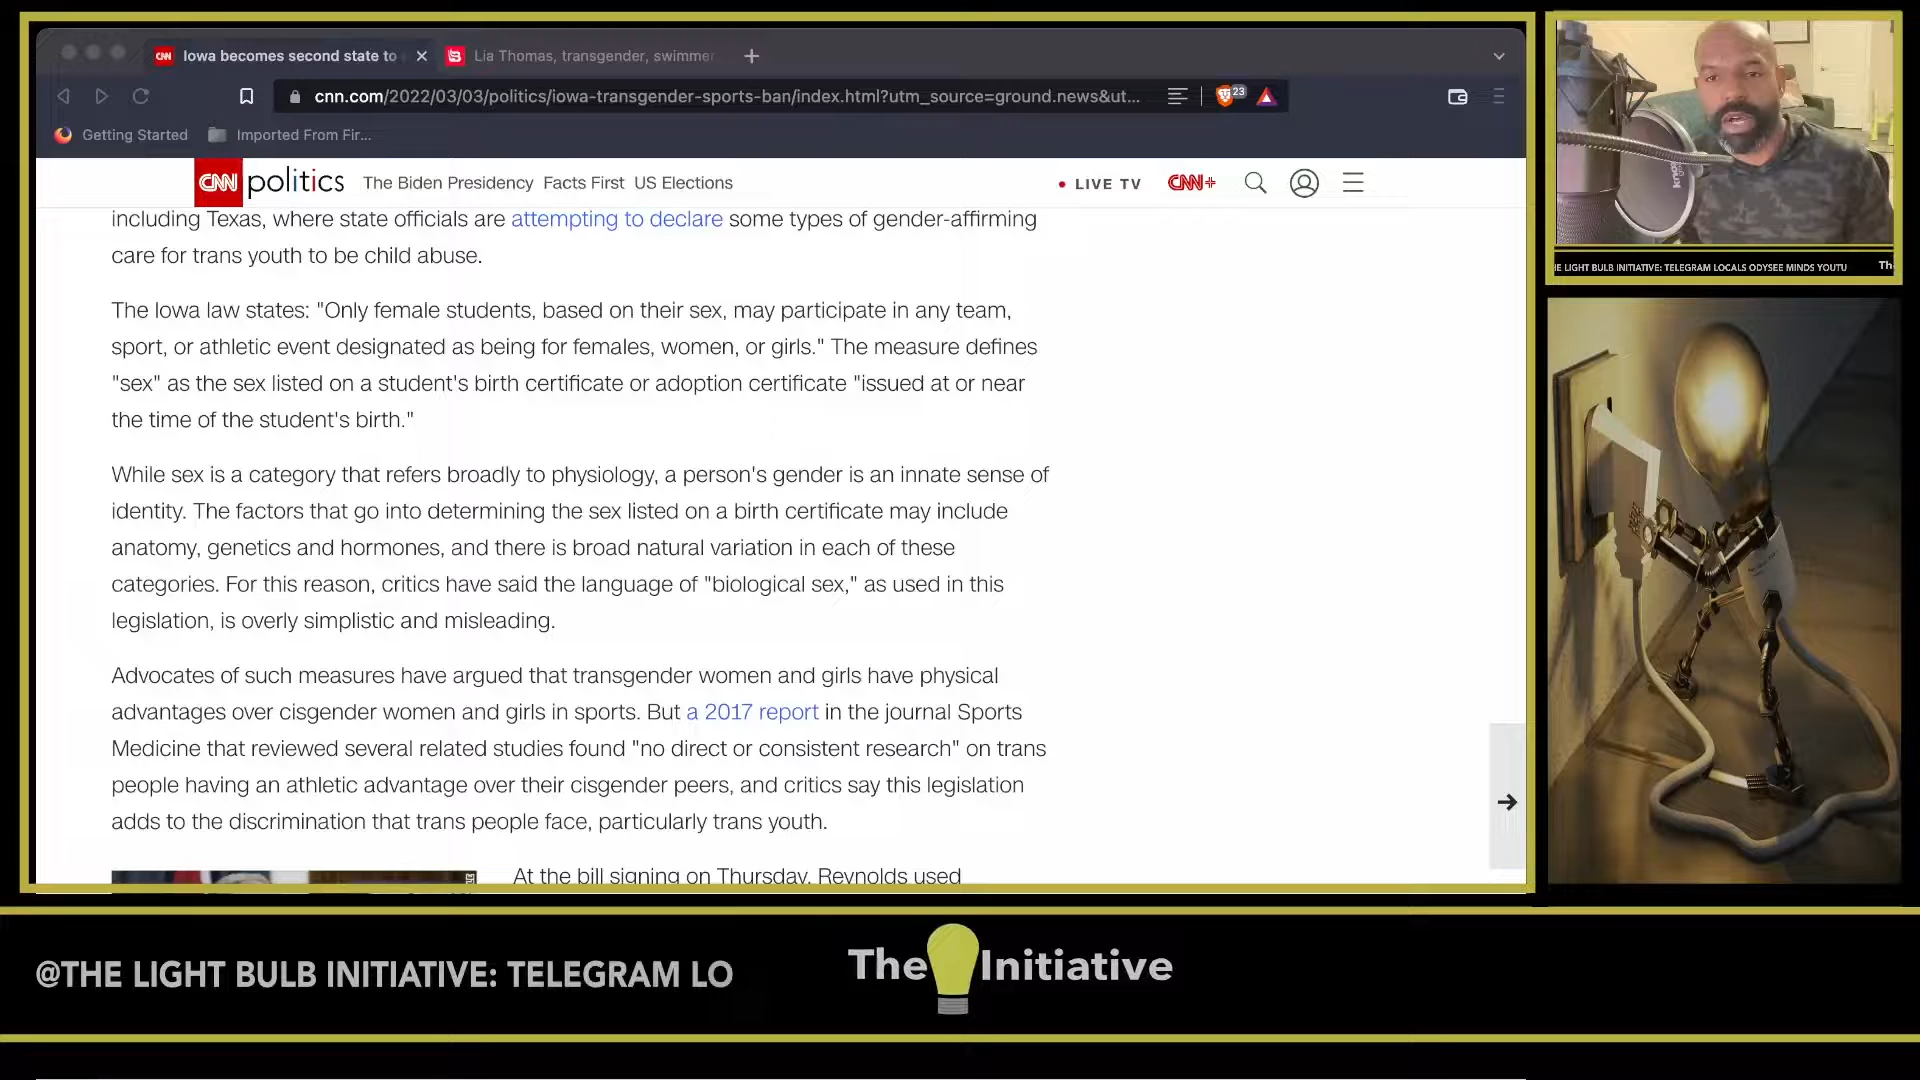 CNN Iowa becomes second state to
Lia Thomas, transgender, swimmer
cnn.com/2022/03/03/politics/iowa-transgender-sports-ban/index.html?utm_source=ground.news&ut...
23
Getting Started
Imported From Fir...
CNN politics The Biden Presidency Facts First US Elections
LIVE TV CNN+
including Texas, where state officials are attempting to declare some types of gender-affirming
care for trans youth to be child abuse.
The Iowa law states: "Only female students, based on their sex, may participate in any team,
sport, or athletic event designated as being for females, women, or girls." The measure defines
"sex" as the sex listed on a student's birth certificate or adoption certificate "issued at or near
the time of the student's birth."
While sex is a category that refers broadly to physiology, a person's gender is an innate sense of
identity. The factors that go into determining the sex listed on a birth certificate may include
anatomy, genetics and hormones, and there is broad natural variation in each of these
categories. For this reason, critics have said the language of "biological sex," as used in this
legislation, is overly simplistic and misleading.
Advocates of such measures have argued that transgender women and girls have physical
advantages over cisgender women and girls in sports. But a 2017 report in the journal Sports
Medicine that reviewed several related studies found "no direct or consistent research" on trans
people having an athletic advantage over their cisgender peers, and critics say this legislation
adds to the discrimination that trans people face, particularly trans youth.
At the bill signing on Thursday, Reynolds used
knox
E LIGHT BULB INITIATIVE: TELEGRAM LOCALS ODYSEE MINDS YOUTU Th
@THE LIGHT BULB INITIATIVE: TELEGRAM LO
The Initiative